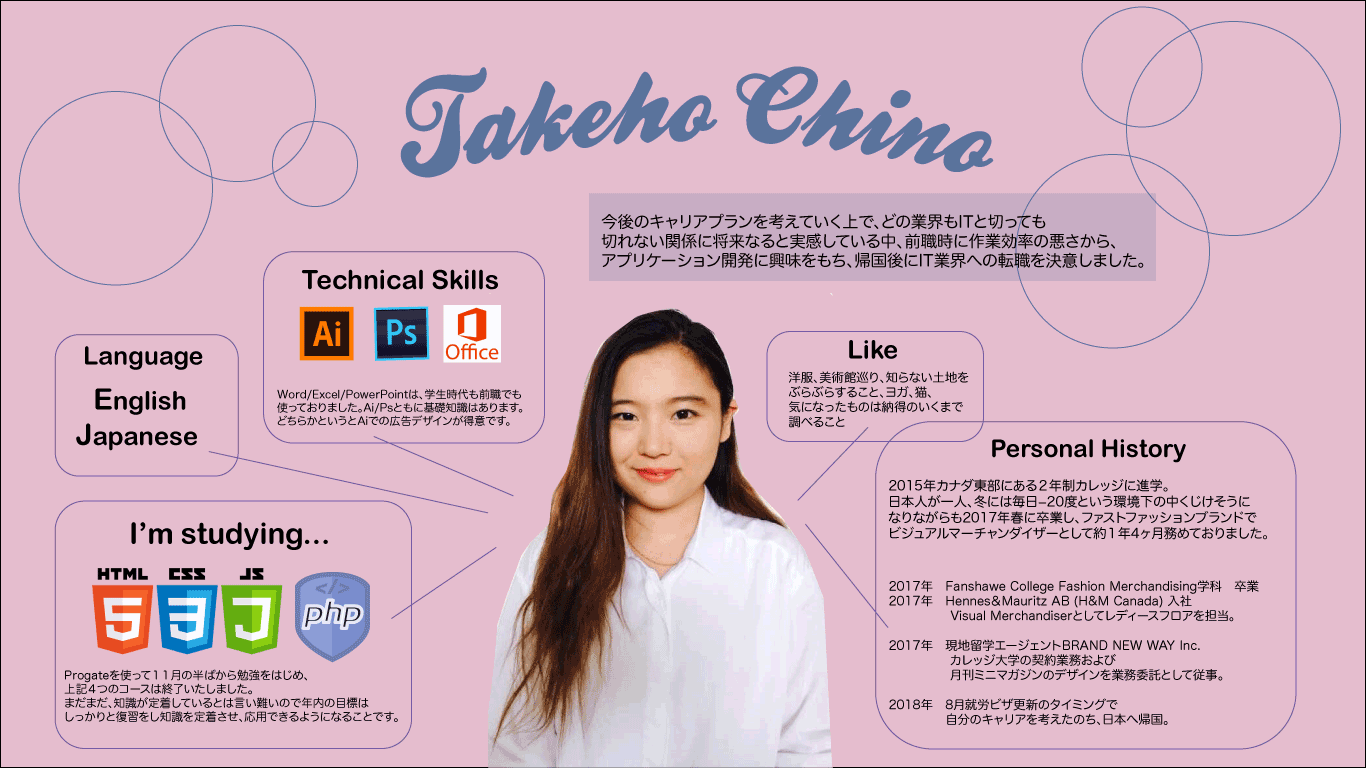 Takeho Chino
今後のキャリアプランを考えていく上で、どの業界もITと切っても
切れない関係に将来なると実感している中、前職時に作業効率の悪さから、
アプリケーション開発に興味をもち、帰国後にIT業界への転職を決意しました。
Technical Skills
Ai
Ps
Office
Word/Excel/PowerPointは、学生時代も前職でも
使っておりました。Ai/Psともに基礎知識はあります。
どちらかというとAiでの広告デザインが得意です。
Language
English
Japanese
I'm studying...
HTML CSS JS
5 3 J php
Progateを使って11月の半ばから勉強をはじめ、
上記4つのコースは終了いたしました。
まだまだ、知識が定着しているとは言い難いので年内の目標は
しっかりと復習をし知識を定着させ、応用できるようになることです。
Like
洋服、美術館巡り、知らない土地を
ぶらぶらすること、ヨガ、猫、
気になったものは納得のいくまで
調べること
Personal History
2015年カナダ東部にある2年制カレッジに進学。
日本人が一人、冬には毎日−20度という環境下の中くじけそうに
なりながらも2017年春に卒業し、ファストファッションブランドで
ビジュアルマーチャンダイザーとして約1年4ヶ月務めておりました。
2017年 Fanshawe College Fashion Merchandising学科 卒業
2017年 Hennes&Mauritz AB (H&M Canada) 入社
Visual Merchandiserとしてレディースフロアを担当。
2017年 現地留学エージェントBRAND NEW WAY Inc.
カレッジ大学の契約業務および
月刊ミニマガジンのデザインを業務委託として従事。
2018年 8月就労ビザ更新のタイミングで
自分のキャリアを考えたのち、日本へ帰国。